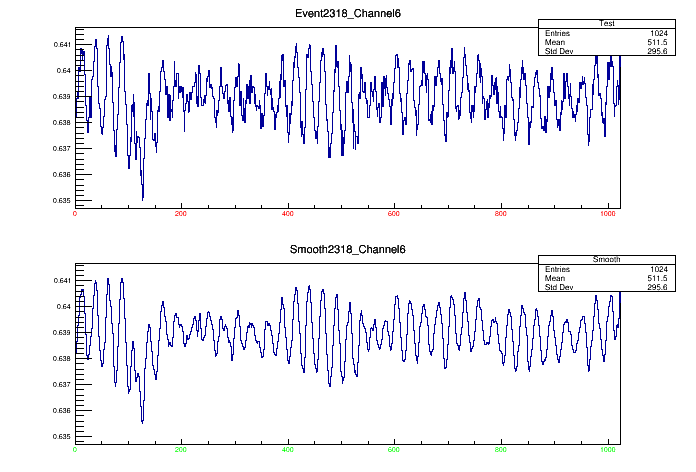 Event2318_Channel6
Test
Entries 1024
Mean 511.5
Std Dev 295.6
0.641
0.64
0.639
0.638
0.637
0.636
0.635
0 200 400 600 800 1000
Smooth2318_Channel6
Smooth
Entries 1024
Mean 511.5
Std Dev 295.6
0.641
0.64
0.639
0.638
0.637
0.636
0.635
0 200 400 600 800 1000